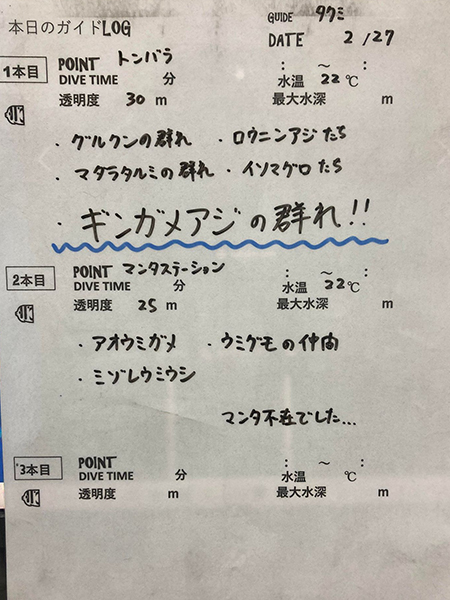 本日のガイドLOG
GUIDE タクミ
DATE 2/27
1本目 POINT トンバラ : ～ :
DIVE TIME 分 水温 22℃
透明度 30 m 最大水深 m
・グルクンの群れ ・ロウニンアジたち
・マダラタルミの群れ ・イソマグロたち
・ギンガメアジの群れ!!
2本目 POINT マンタステーション : ～ :
DIVE TIME 分 水温 22℃
透明度 25 m 最大水深 m
・アオウミガメ ・ウミグモの仲間
・ミゾレウミウシ
マンタ不在でした...
3本目 POINT : ～ :
DIVE TIME 分 水温 ℃
透明度 m 最大水深 m